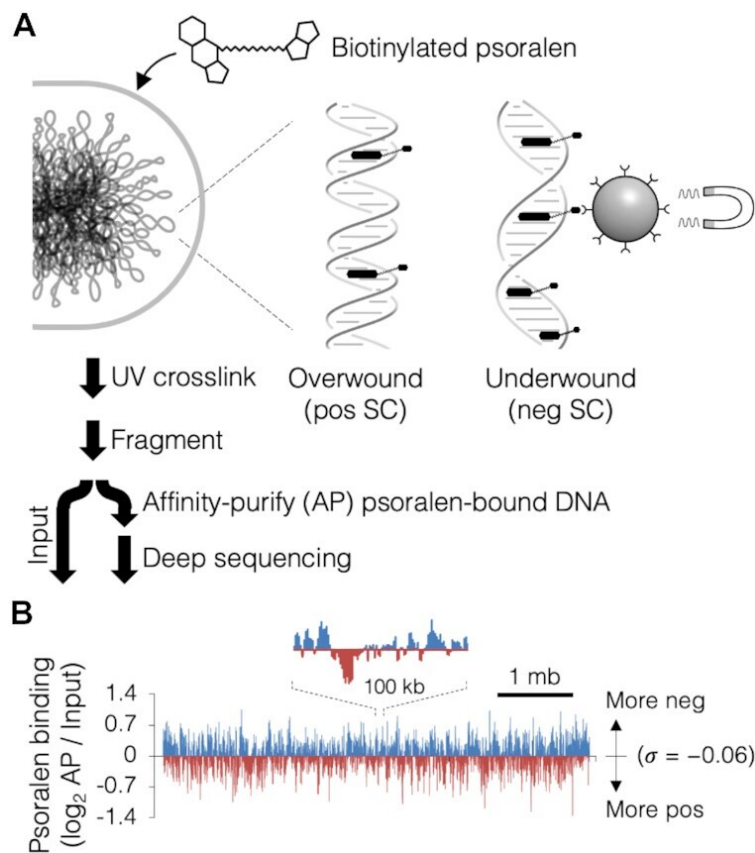 A
Biotinylated psoralen
UV crosslink
Overwound
(pos SC)
Underwound
(neg SC)
Fragment
Input
Affinity-purify (AP) psoralen-bound DNA
Deep sequencing
B
Psoralen binding
(log2 AP / Input)
1.4
0.7
0
-0.7
-1.4
100 kb
1 mb
More neg
(σ = −0.06)
More pos